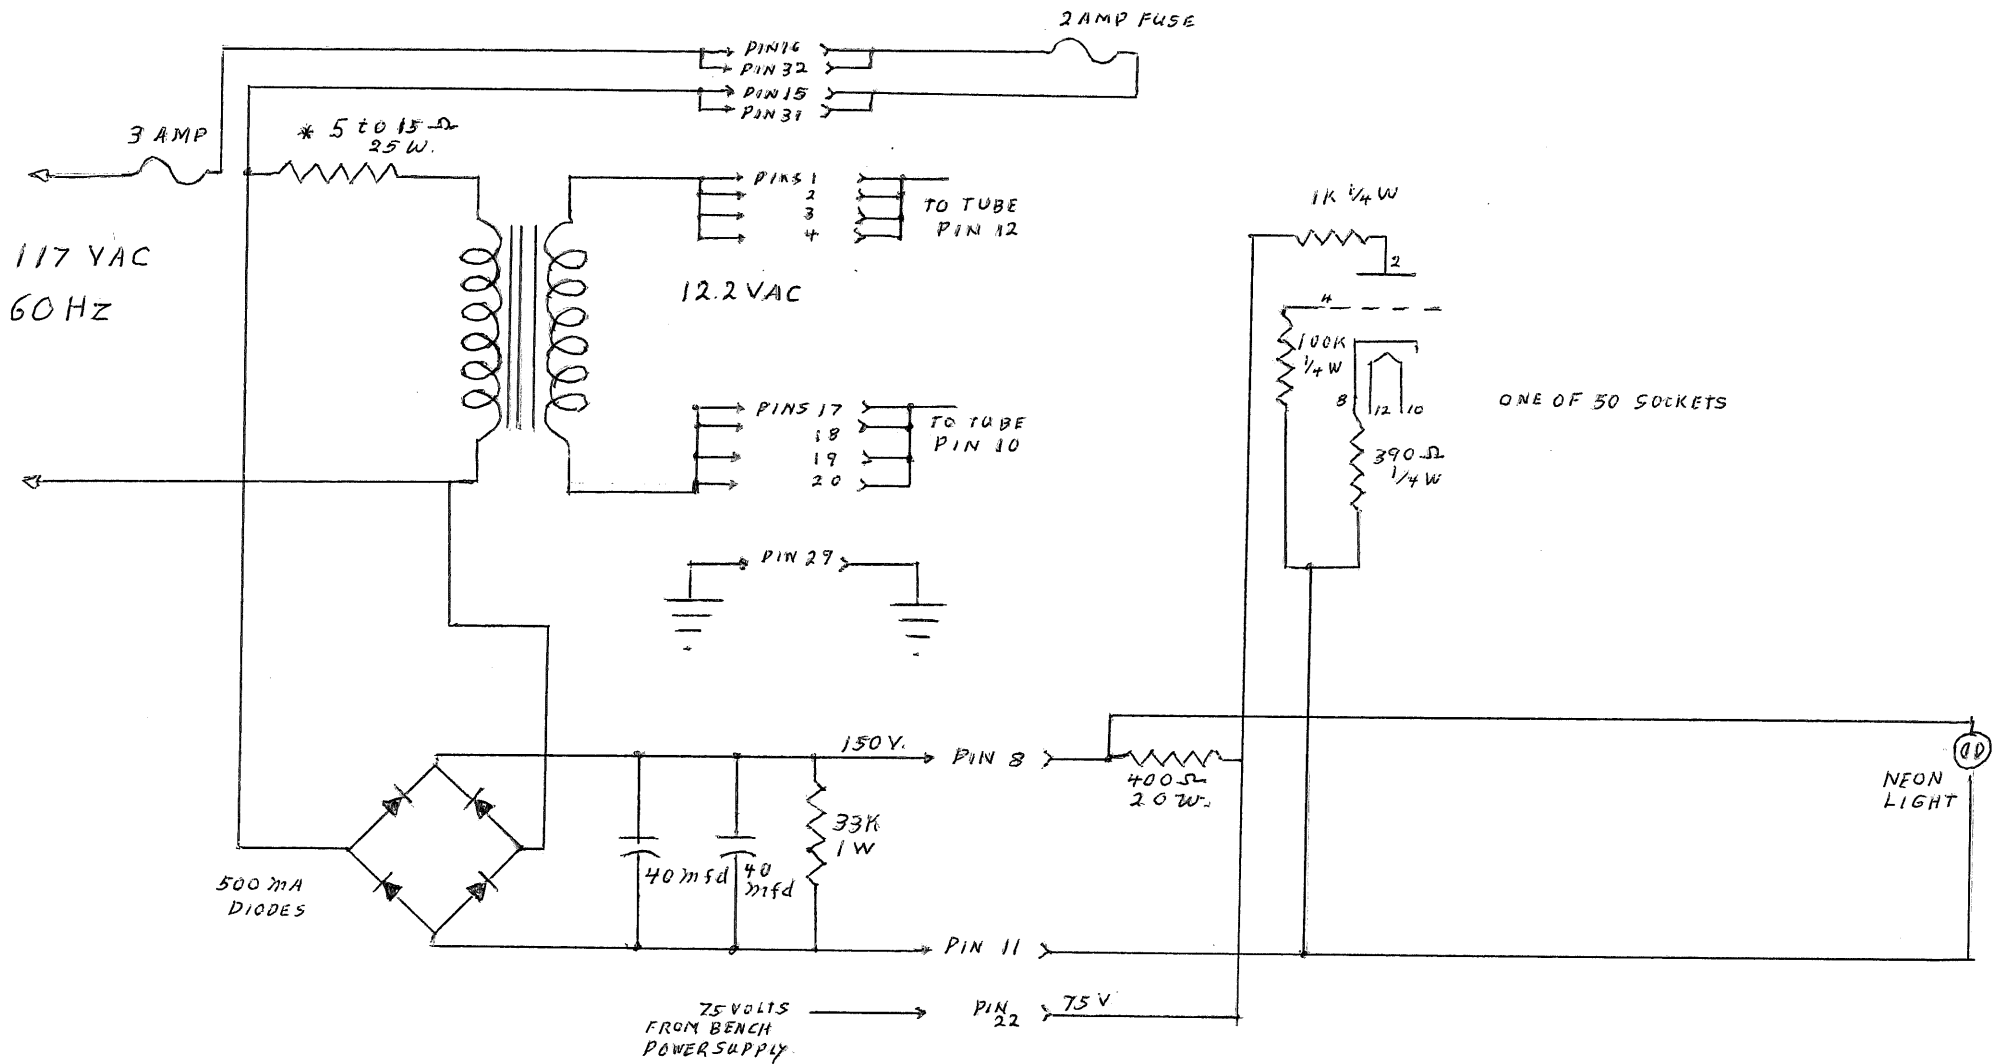 2 AMP FUSE
PIN 16
PIN 32
PIN 15
PIN 31
3 AMP
* 5 to 15 Ω
25 W.
PINS 1
2
3
4
TO TUBE
PIN 12
117 VAC
60 HZ
12.2 VAC
1K 1/4 W
2
4
100K
1/4 W
8
12
10
390 Ω
1/4 W
ONE OF 50 SOCKETS
PINS 17
18
19
20
TO TUBE
PIN 10
PIN 29
150 V.
PIN 8
400 Ω
20 W.
NEON
LIGHT
500 MA
DIODES
40 mfd
40
mfd
33K
1 W
PIN 11
75 VOLTS
FROM BENCH
POWER SUPPLY
PIN
22
75 V